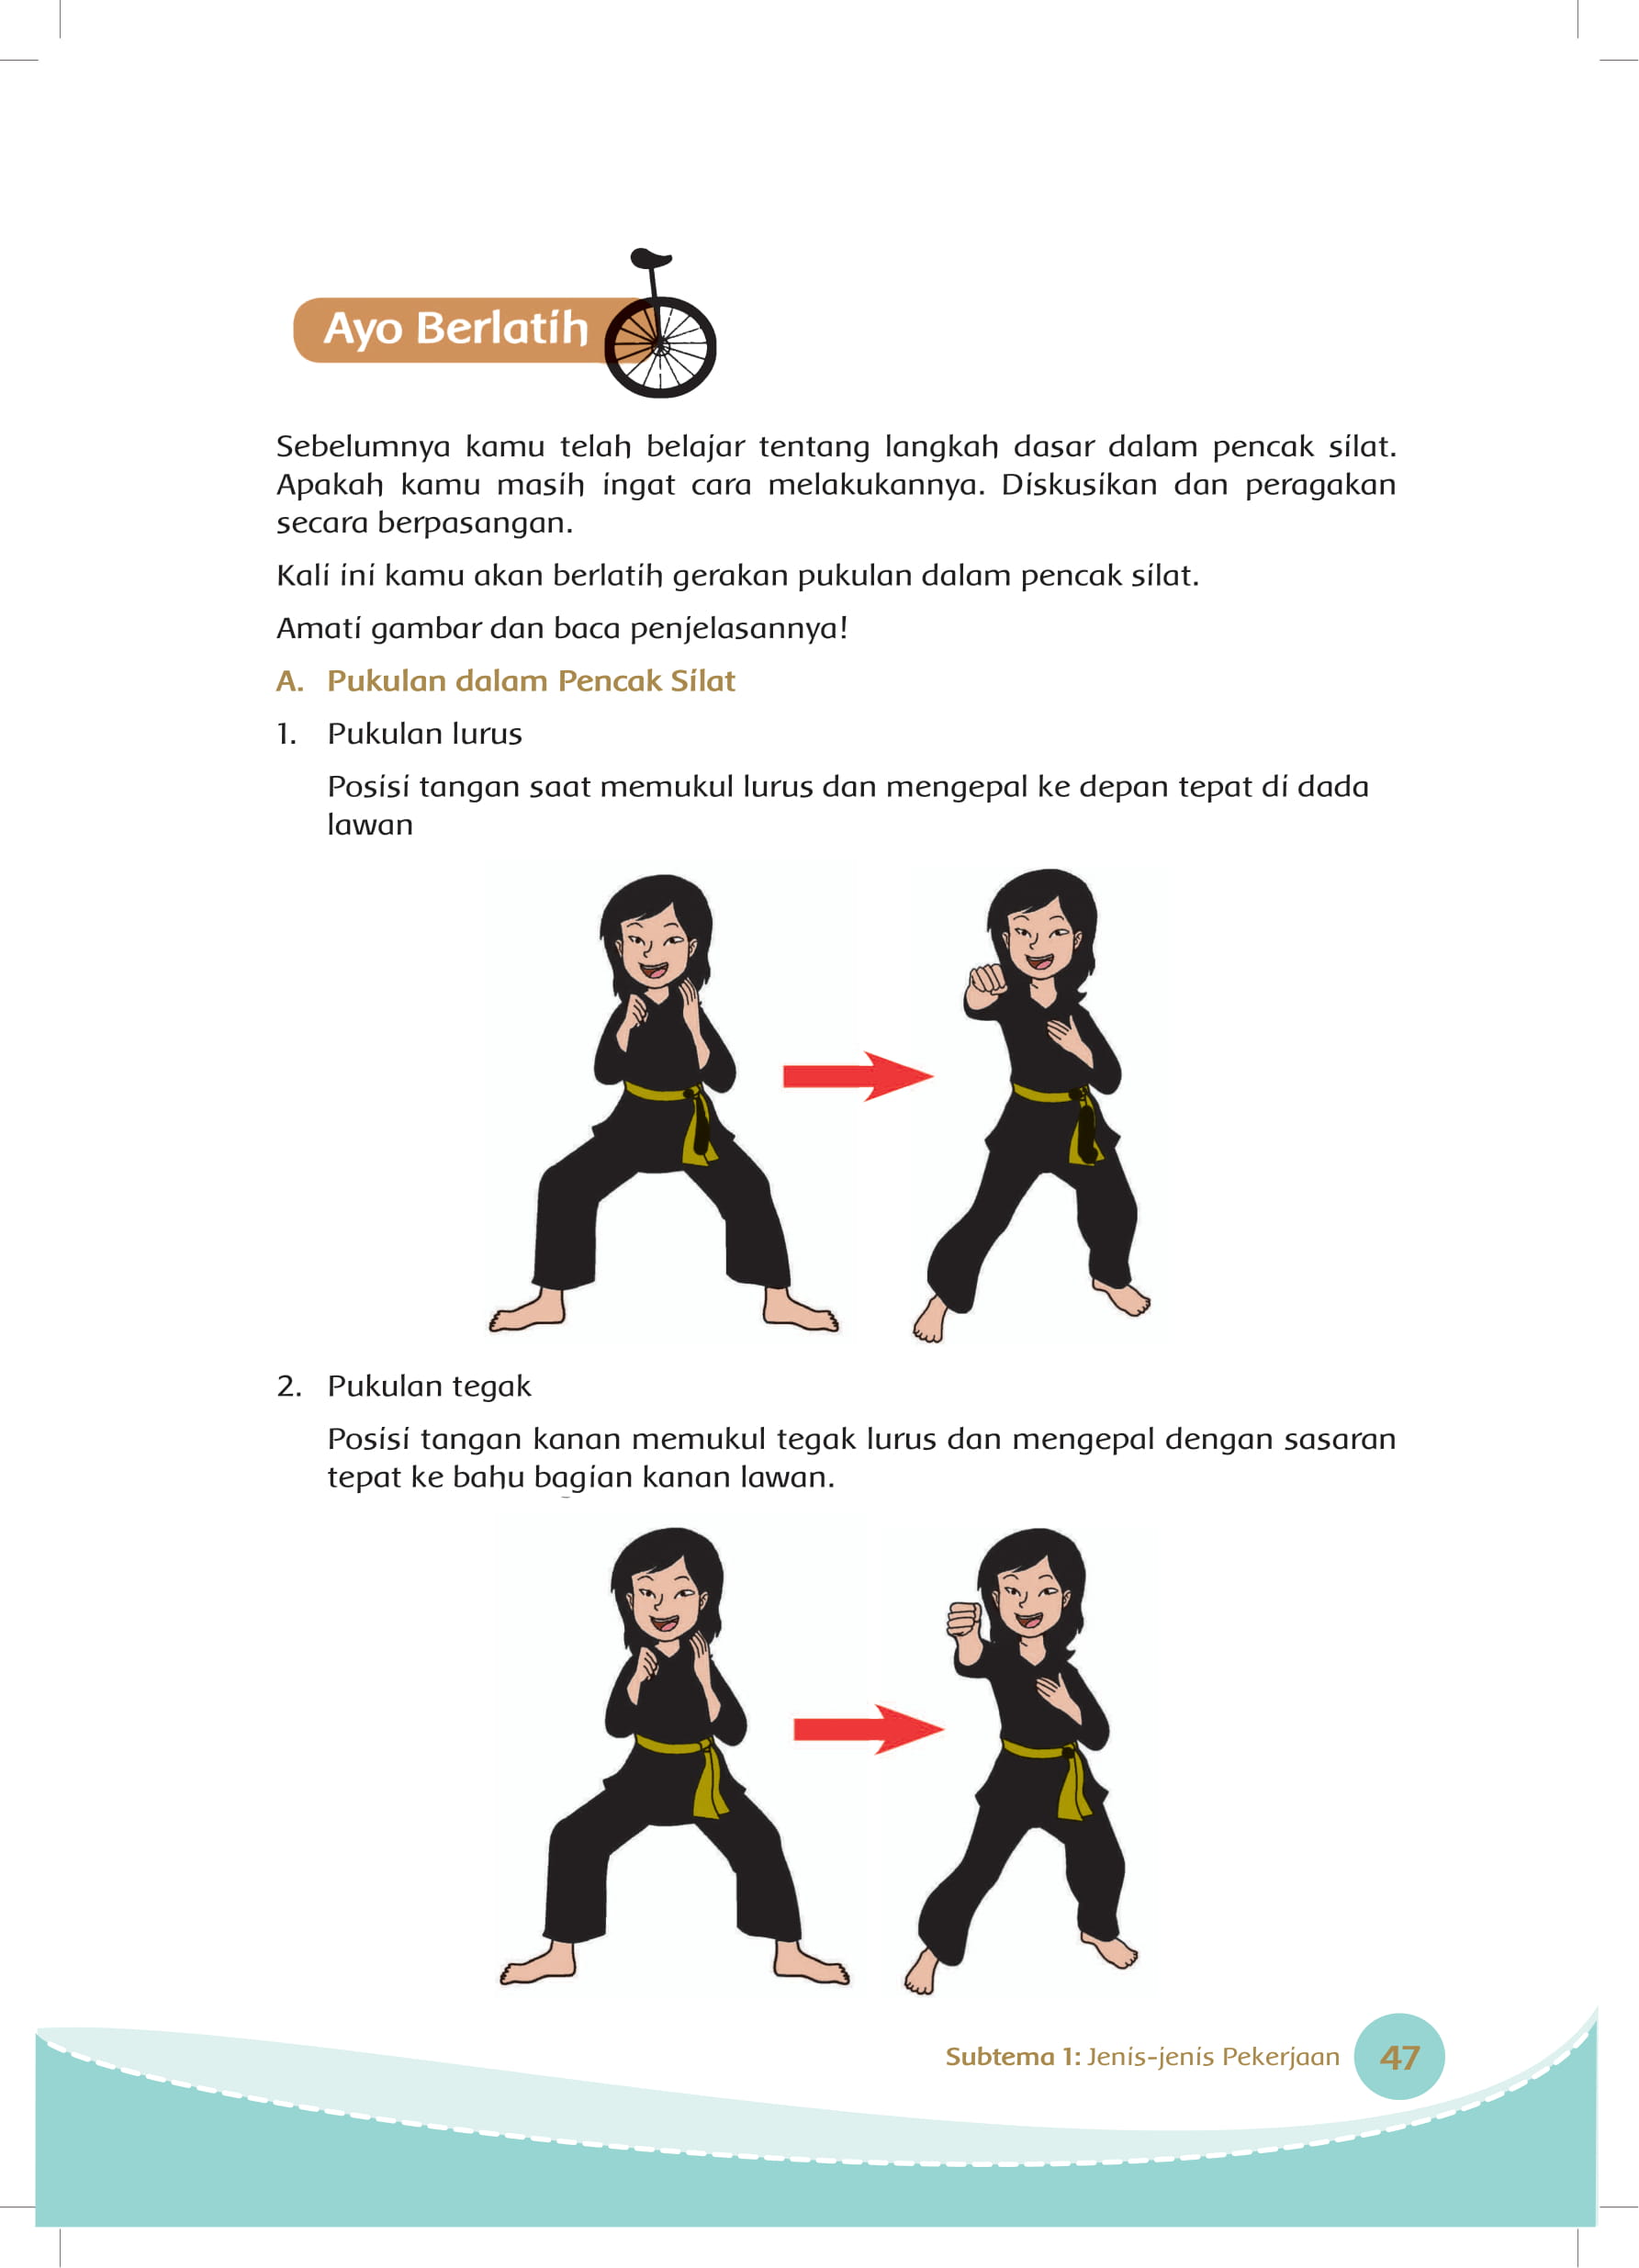 Ayo Berlatih
Sebelumnya kamu telah belajar tentang langkah dasar dalam pencak silat.
Apakah kamu masih ingat cara melakukannya. Diskusikan dan peragakan
secara berpasangan.
Kali ini kamu akan berlatih gerakan pukulan dalam pencak silat.
Amati gambar dan baca penjelasannya!
A. Pukulan dalam Pencak Silat
1. Pukulan lurus
Posisi tangan saat memukul lurus dan mengepal ke depan tepat di dada
lawan
2. Pukulan tegak
Posisi tangan kanan memukul tegak lurus dan mengepal dengan sasaran
tepat ke bahu bagian kanan lawan.
Subtema 1: Jenis-jenis Pekerjaan 47